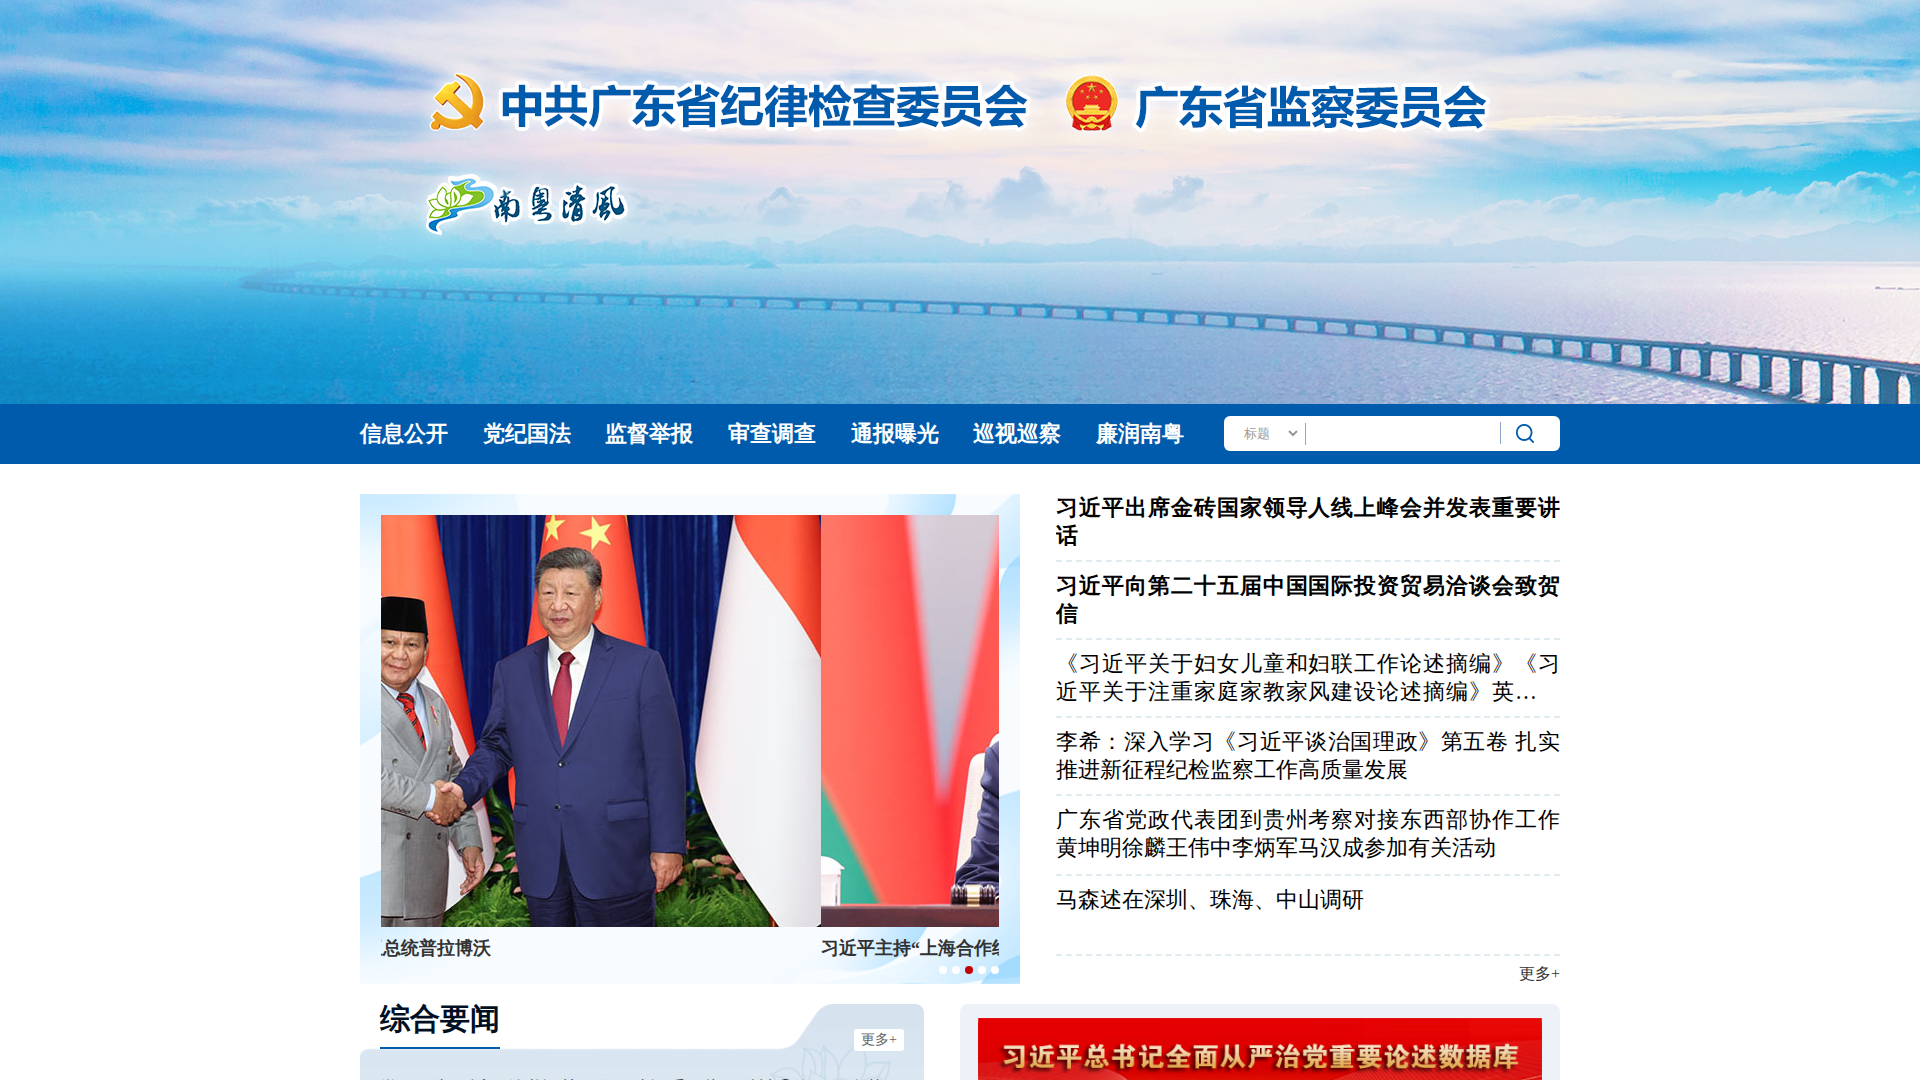 中共广东省纪律检查委员会 广东省监察委员会
南粤清風
信息公开 党纪国法 审查调查 监督举报 通报曝光 巡视巡察 廉润南粤 标题
习近平出席金砖国家领导人线上峰会并发表重要讲
话
习近平向第二十五届中国国际投资贸易洽谈会致贺
信
《习近平关于妇女儿童和妇联工作论述摘编》《习
近平关于注重家庭家教家风建设论述摘编》英…
李希：深入学习《习近平谈治国理政》第五卷 扎实
推进新征程纪检监察工作高质量发展
广东省党政代表团到贵州考察对接东西部协作工作
黄坤明徐麟王伟中李炳军马汉成参加有关活动
马森述在深圳、珠海、中山调研
更多+
总统普拉博沃
习近平主持“上海合作组
综合要闻
更多+
习近平总书记全面从严治党重要论述数据库